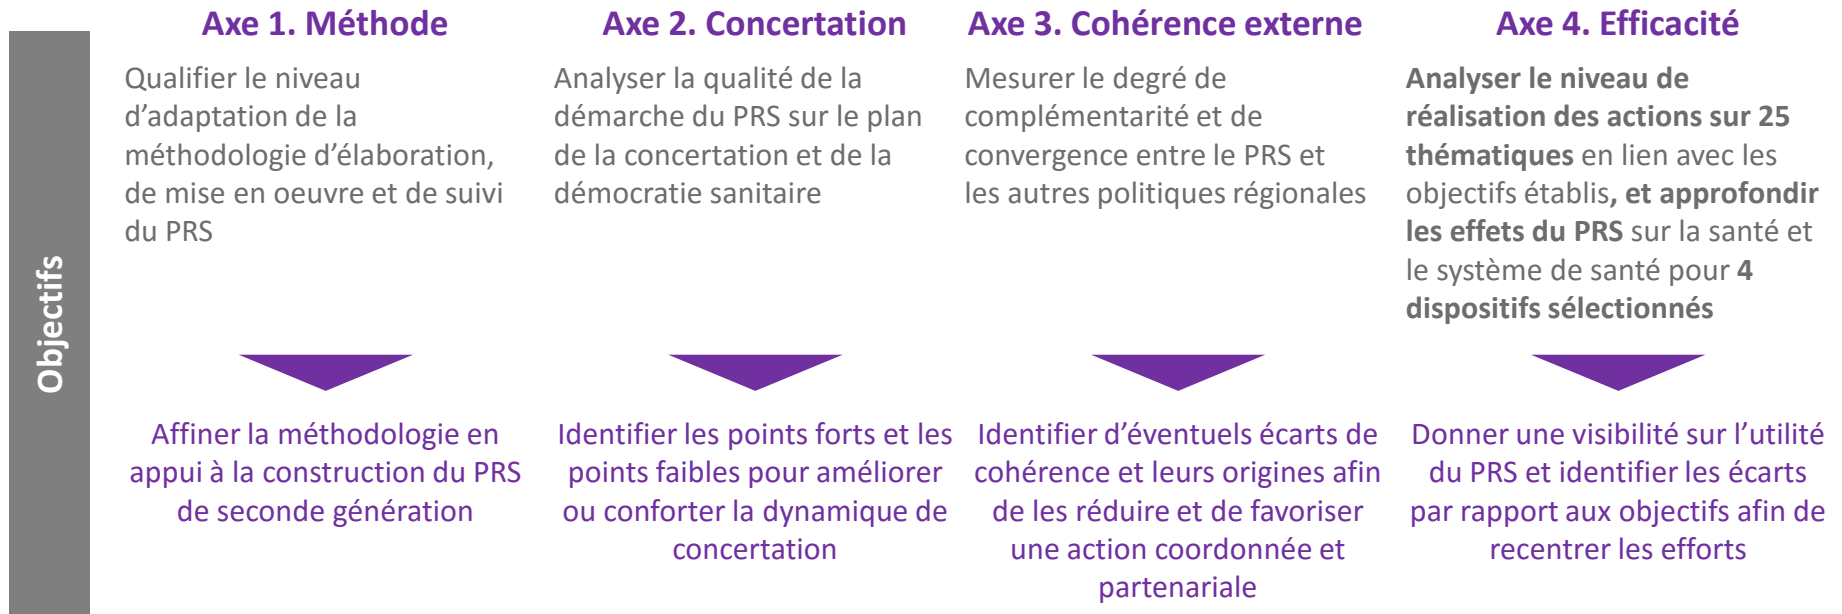 Objectifs
Axe 1. Méthode
Qualifier le niveau
d’adaptation de la
méthodologie d’élaboration,
de mise en oeuvre et de suivi
du PRS
Affiner la méthodologie en
appui à la construction du PRS
de seconde génération
Axe 2. Concertation
Analyser la qualité de la
démarche du PRS sur le plan
de la concertation et de la
démocratie sanitaire
Identifier les points forts et les
points faibles pour améliorer
ou conforter la dynamique de
concertation
Axe 3. Cohérence externe
Mesurer le degré de
complémentarité et de
convergence entre le PRS et
les autres politiques régionales
Identifier d’éventuels écarts de
cohérence et leurs origines afin
de les réduire et de favoriser
une action coordonnée et
partenariale
Axe 4. Efficacité
Analyser le niveau de
réalisation des actions sur 25
thématiques en lien avec les
objectifs établis, et approfondir
les effets du PRS sur la santé et
le système de santé pour 4
dispositifs sélectionnés
Donner une visibilité sur l’utilité
du PRS et identifier les écarts
par rapport aux objectifs afin de
recentrer les efforts